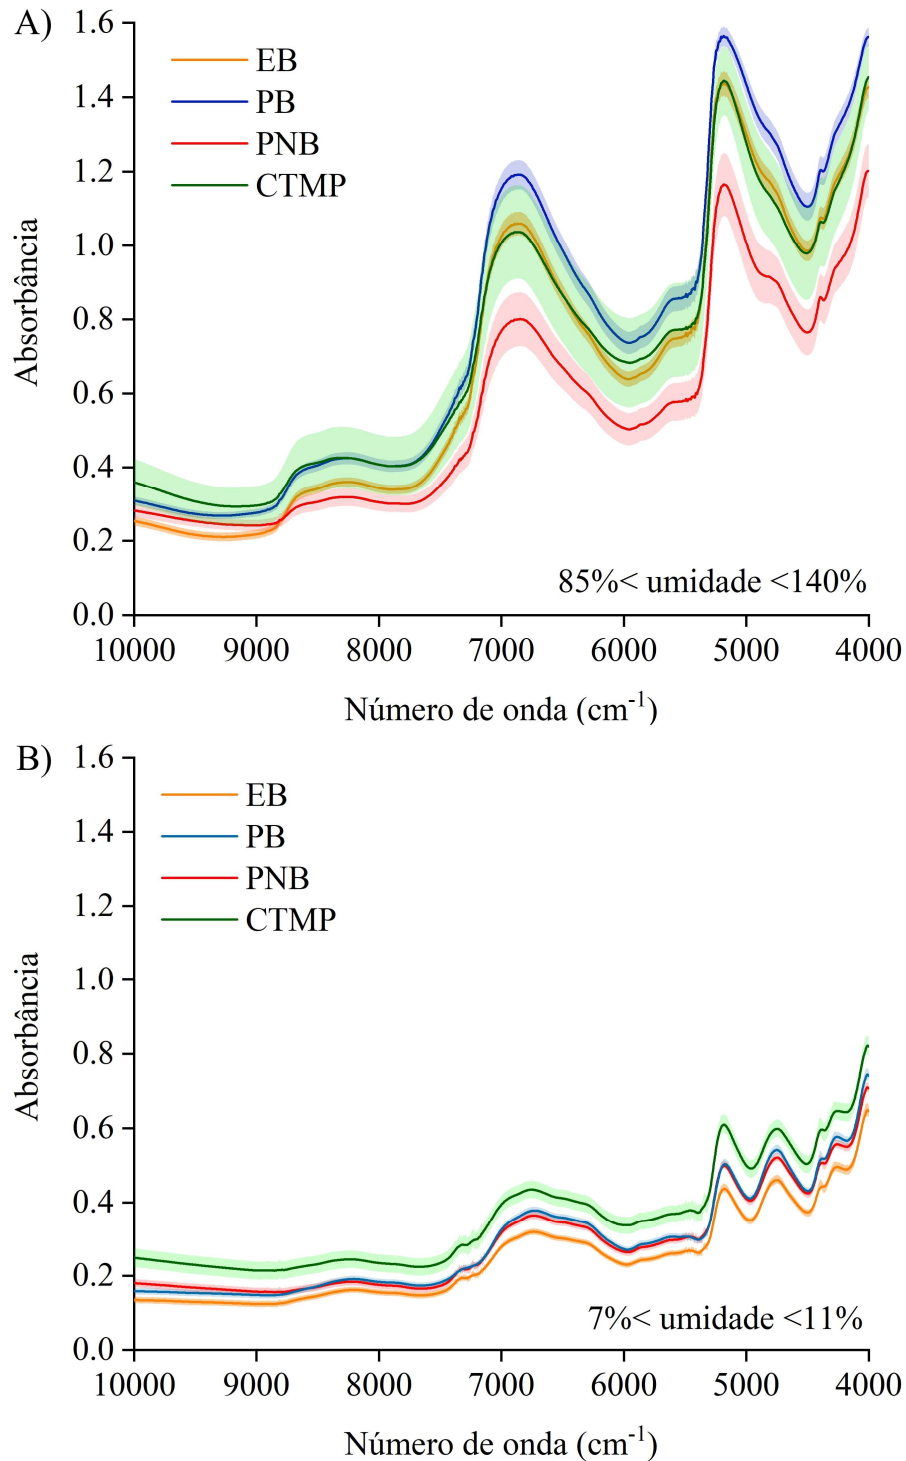 A)
1.6
1.4
1.2
1.0
0.8
0.6
0.4
0.2
0.0
Absorbância
EB
PB
PNB
CTMP
85%< umidade <140%
10000 9000 8000 7000 6000 5000 4000
Número de onda (cm-1)
B)
1.6
1.4
1.2
1.0
0.8
0.6
0.4
0.2
0.0
Absorbância
EB
PB
PNB
CTMP
7%< umidade <11%
10000 9000 8000 7000 6000 5000 4000
Número de onda (cm-1)